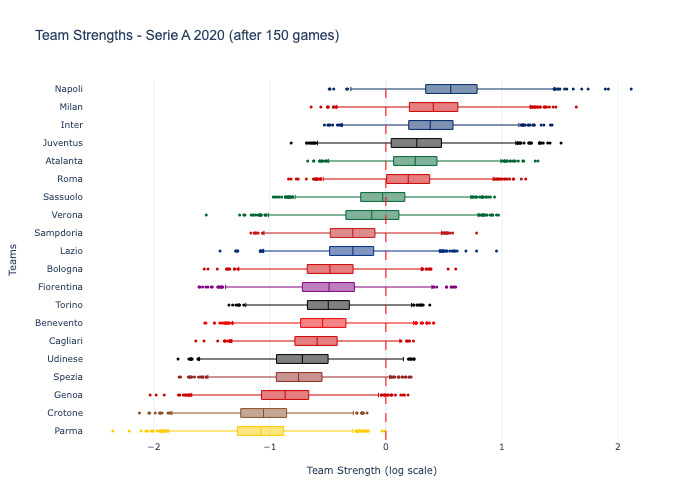 Team Strengths - Serie A 2020 (after 150 games)
Napoli
Milan
Inter
Juventus
Atalanta
Roma
Sassuolo
Verona
Sampdoria
Lazio
Bologna
Fiorentina
Torino
Benevento
Cagliari
Udinese
Spezia
Genoa
Crotone
Parma
Teams
−2 −1 0 1 2
Team Strength (log scale)